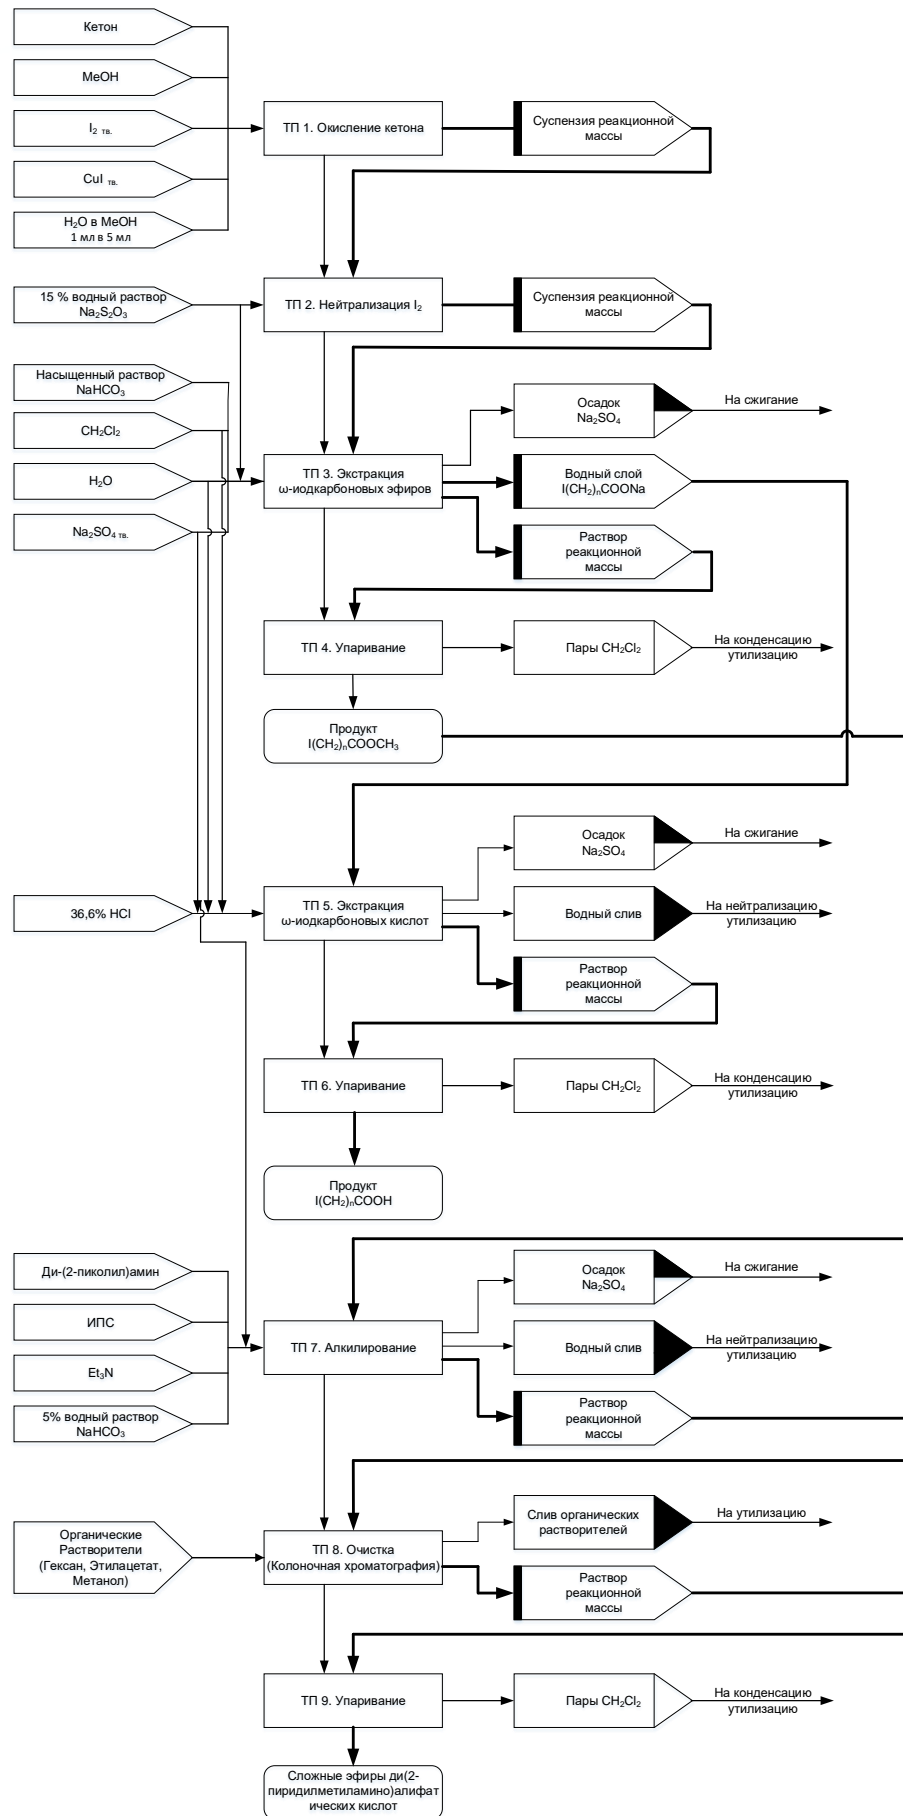 Кетон
MeOH
I₂ тв.
CuI тв.
H₂O в MeOH
1 мл в 5 мл
ТП 1. Окисление кетона
Суспензия реакционной
массы
15 % водный раствор
Na₂S₂O₃
ТП 2. Нейтрализация I₂
Суспензия реакционной
массы
Насыщенный раствор
NaHCO₃
CH₂Cl₂
H₂O
Na₂SO₄ тв.
ТП 3. Экстракция
ω-иодкарбоновых эфиров
Осадок
Na₂SO₄
На сжигание
Водный слой
I(CH₂)ₙCOONa
Раствор
реакционной
массы
ТП 4. Упаривание
Пары CH₂Cl₂
На конденсацию
утилизацию
Продукт
I(CH₂)ₙCOOCH₃
Осадок
Na₂SO₄
На сжигание
36,6% HCl
ТП 5. Экстракция
ω-иодкарбоновых кислот
Водный слив
На нейтрализацию
утилизацию
Раствор
реакционной
массы
ТП 6. Упаривание
Пары CH₂Cl₂
На конденсацию
утилизацию
Продукт
I(CH₂)ₙCOOH
Ди-(2-пиколил)амин
ИПС
Et₃N
5% водный раствор
NaHCO₃
ТП 7. Алкилирование
Осадок
Na₂SO₄
На сжигание
Водный слив
На нейтрализацию
утилизацию
Раствор
реакционной
массы
Органические
Растворители
(Гексан, Этилацетат,
Метанол)
ТП 8. Очистка
(Колоночная хроматография)
Слив органических
растворителей
На утилизацию
Раствор
реакционной
массы
ТП 9. Упаривание
Пары CH₂Cl₂
На конденсацию
утилизацию
Сложные эфиры ди(2-
пиридилметиламино)алифат
ических кислот